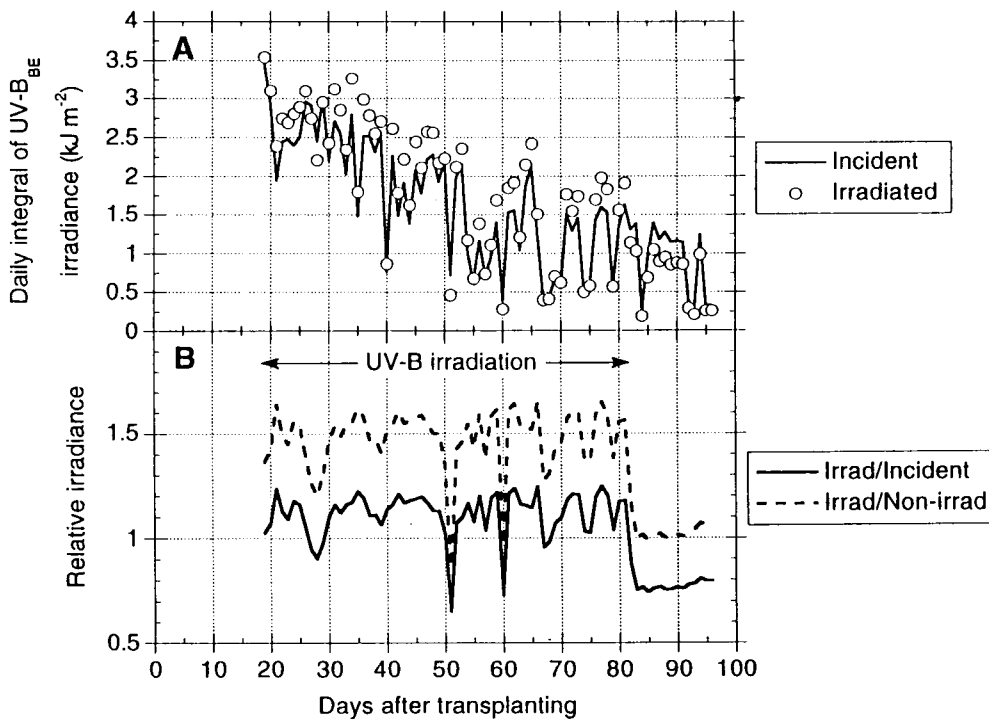 A
Daily integral of UV-B_BE
irradiance (kJ m⁻²)
4
3.5
3
2.5
2
1.5
1
0.5
0
Incident
Irradiated
B
UV-B irradiation
Relative irradiance
1.5
1
0.5
Irrad/Incident
Irrad/Non-irrad
0 10 20 30 40 50 60 70 80 90 100
Days after transplanting